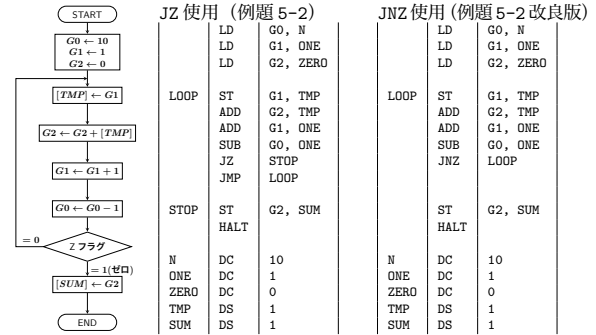 START
G0 ← 10
G1 ← 1
G2 ← 0
[TMP] ← G1
G2 ← G2 + [TMP]
G1 ← G1 + 1
G0 ← G0 − 1
= 0
Z フラグ
= 1(ゼロ)
[SUM] ← G2
END
JZ 使用 (例題 5-2)
LD G0, N
LD G1, ONE
LD G2, ZERO
LOOP ST G1, TMP
ADD G2, TMP
ADD G1, ONE
SUB G0, ONE
JZ STOP
JMP LOOP
STOP ST G2, SUM
HALT
N DC 10
ONE DC 1
ZERO DC 0
TMP DS 1
SUM DS 1
JNZ 使用 (例題 5-2 改良版)
LD G0, N
LD G1, ONE
LD G2, ZERO
LOOP ST G1, TMP
ADD G2, TMP
ADD G1, ONE
SUB G0, ONE
JNZ LOOP
ST G2, SUM
HALT
N DC 10
ONE DC 1
ZERO DC 0
TMP DS 1
SUM DS 1